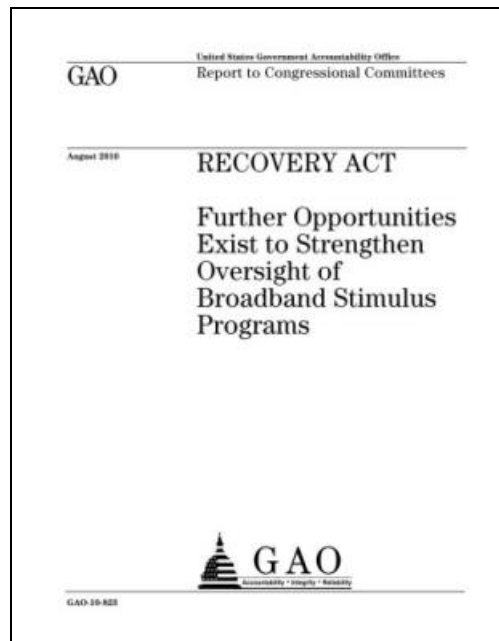 United States Government Accountability Office
GAO
Report to Congressional Committees
August 2010
RECOVERY ACT
Further Opportunities
Exist to Strengthen
Oversight of
Broadband Stimulus
Programs
GAO
Accountability * Integrity * Reliability
GAO-10-823